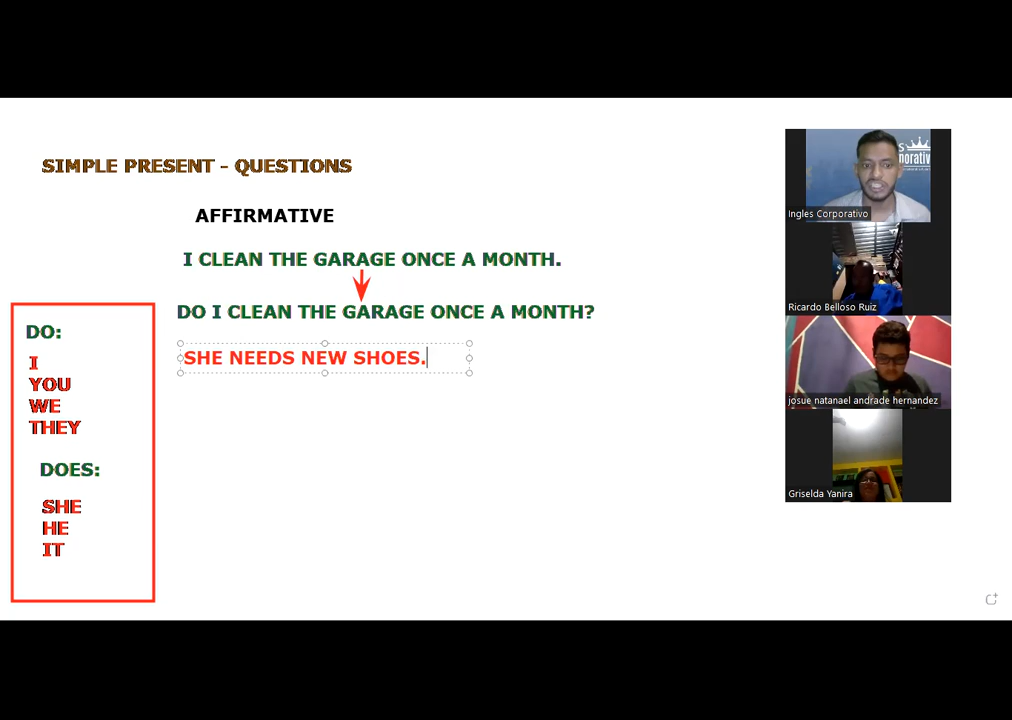 SIMPLE PRESENT - QUESTIONS
AFFIRMATIVE
I CLEAN THE GARAGE ONCE A MONTH.
DO I CLEAN THE GARAGE ONCE A MONTH?
SHE NEEDS NEW SHOES.
DO:
I
YOU
WE
THEY
DOES:
SHE
HE
IT
Ingles Corporativo
Ricardo Belloso Ruiz
josue natanael andrade hernandez
Griselda Yanira